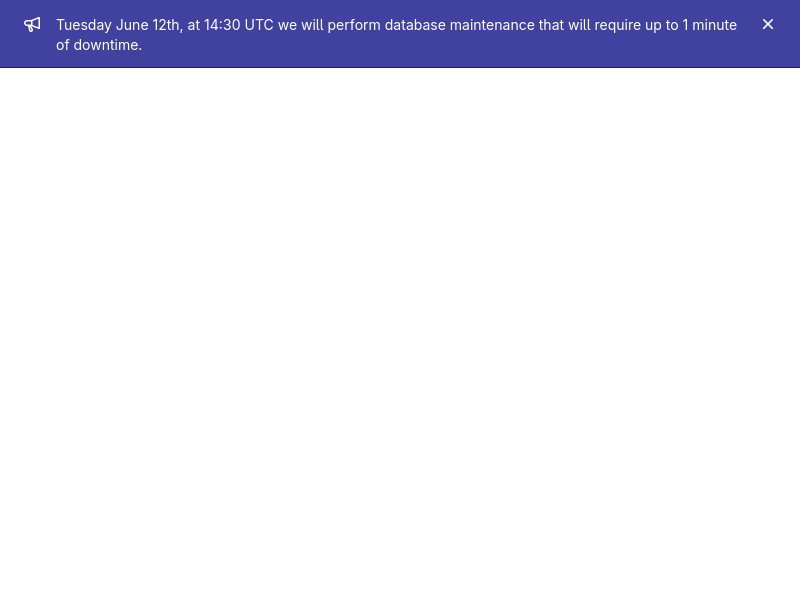 Tuesday June 12th, at 14:30 UTC we will perform database maintenance that will require up to 1 minute
of downtime.